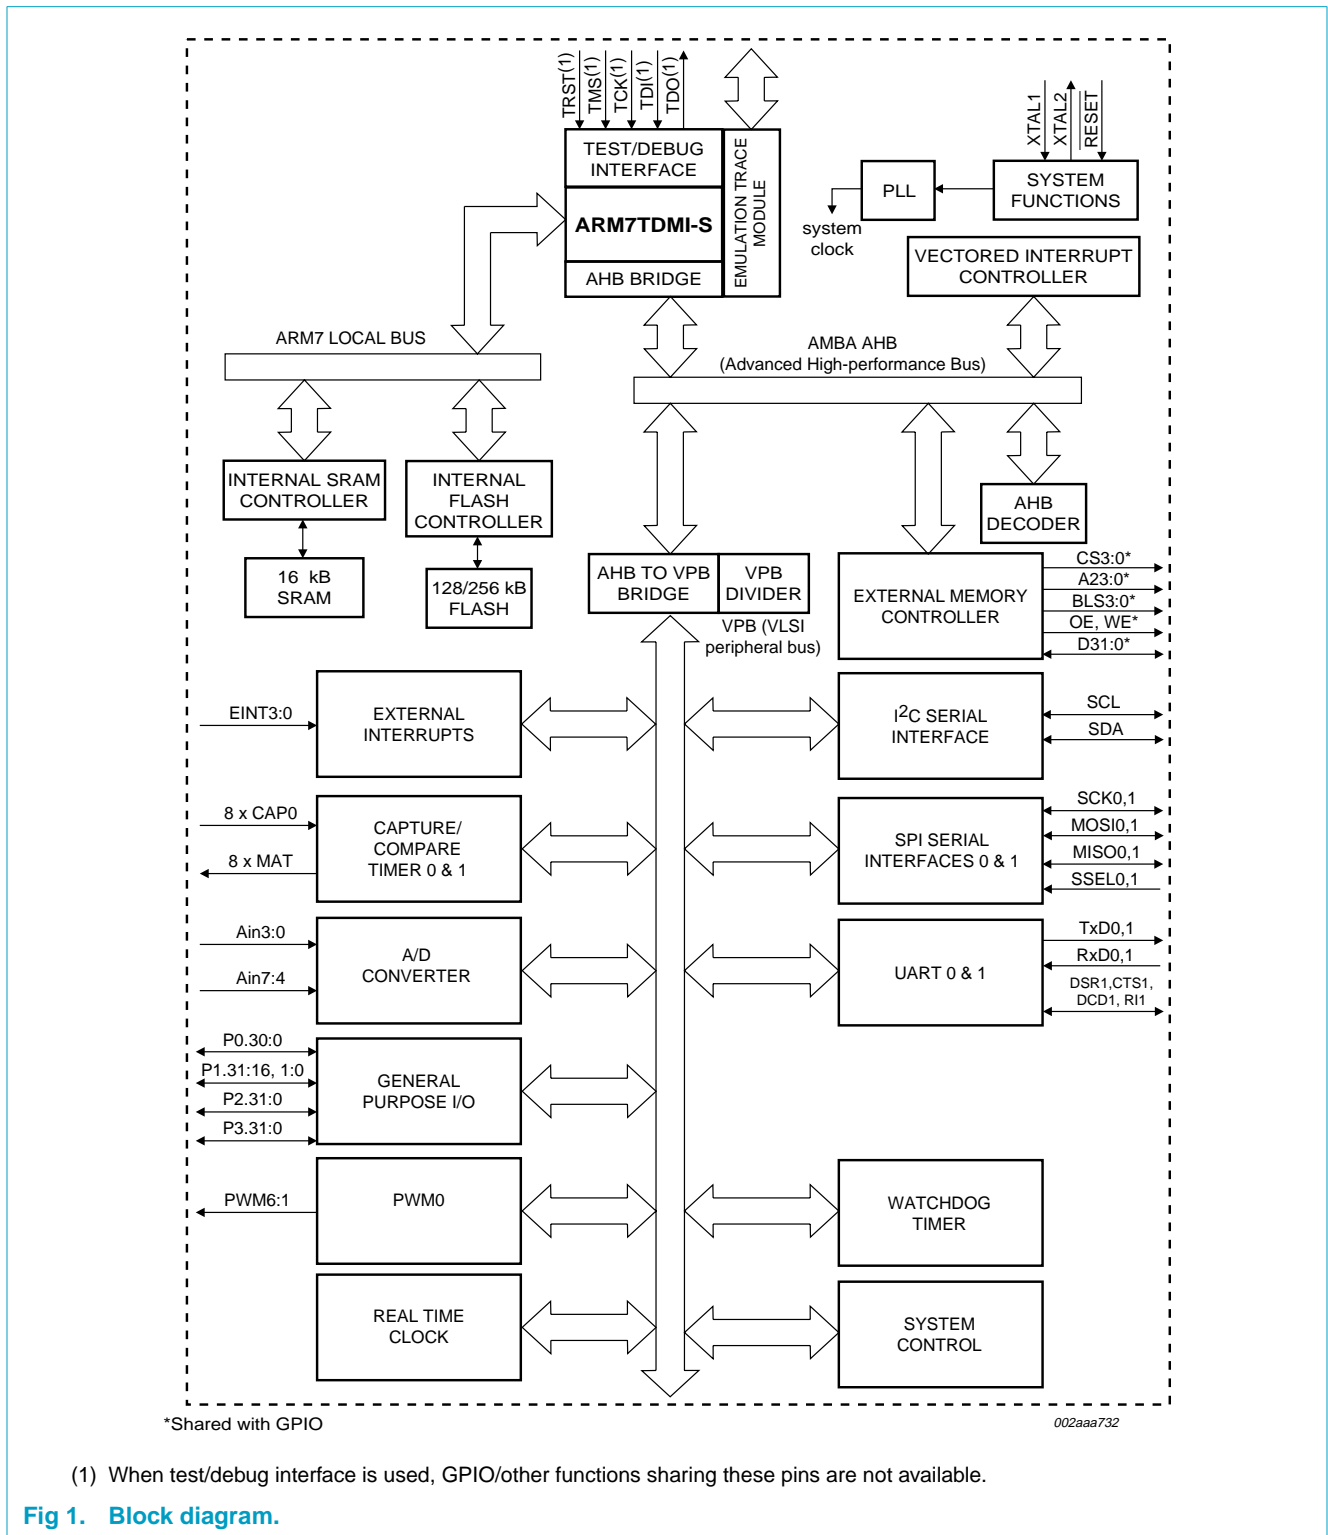 TRST(1)
TMS(1)
TCK(1)
TDI(1)
TDO(1)
XTAL1
XTAL2
RESET
TEST/DEBUG
INTERFACE
ARM7TDMI-S
AHB BRIDGE
EMULATION TRACE
MODULE
PLL
SYSTEM
FUNCTIONS
system
clock
VECTORED INTERRUPT
CONTROLLER
ARM7 LOCAL BUS
AMBA AHB
(Advanced High-performance Bus)
INTERNAL SRAM
CONTROLLER
INTERNAL
FLASH
CONTROLLER
AHB
DECODER
16 kB
SRAM
128/256 kB
FLASH
AHB TO VPB
BRIDGE
VPB
DIVIDER
VPB (VLSI
peripheral bus)
EXTERNAL MEMORY
CONTROLLER
CS3:0*
A23:0*
BLS3:0*
OE, WE*
D31:0*
EINT3:0
EXTERNAL
INTERRUPTS
I2C SERIAL
INTERFACE
SCL
SDA
8 x CAP0
8 x MAT
CAPTURE/
COMPARE
TIMER 0 & 1
SPI SERIAL
INTERFACES 0 & 1
SCK0,1
MOSI0,1
MISO0,1
SSEL0,1
Ain3:0
Ain7:4
A/D
CONVERTER
UART 0 & 1
TxD0,1
RxD0,1
DSR1,CTS1,
DCD1, RI1
P0.30:0
P1.31:16, 1:0
P2.31:0
P3.31:0
GENERAL
PURPOSE I/O
PWM6:1
PWM0
WATCHDOG
TIMER
REAL TIME
CLOCK
SYSTEM
CONTROL
*Shared with GPIO
002aaa732
(1) When test/debug interface is used, GPIO/other functions sharing these pins are not available.
Fig 1. Block diagram.